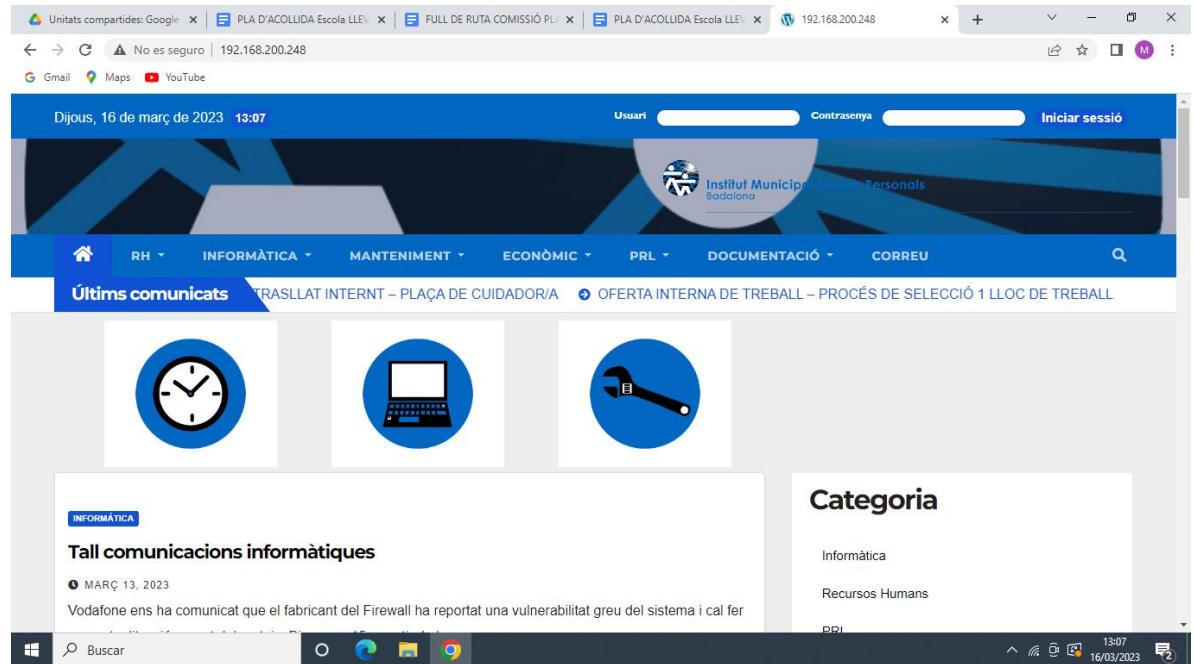 Unitats compartides: Google
PLA D'ACOLLIDA Escola LLEV
FULL DE RUTA COMISSIÓ PLA
PLA D'ACOLLIDA Escola LLEV
192.168.200.248
No es seguro | 192.168.200.248
M
Gmail Maps YouTube
Dijous, 16 de març de 2023 13:07
Usuari Contrasenya Iniciar sessió
Institut Municipal Serveis Personals
Badalona
RH INFORMÀTICA MANTENIMENT ECONÒMIC PRL DOCUMENTACIÓ CORREU
Últims comunicats TRASLLAT INTERNT – PLAÇA DE CUIDADOR/A OFERTA INTERNA DE TREBALL – PROCÉS DE SELECCIÓ 1 LLOC DE TREBALL
INFORMÀTICA
Tall comunicacions informàtiques
MARÇ 13, 2023
Vodafone ens ha comunicat que el fabricant del Firewall ha reportat una vulnerabilitat greu del sistema i cal fer
Categoria
Informàtica
Recursos Humans
PRL
Buscar
13:07
16/03/2023
2